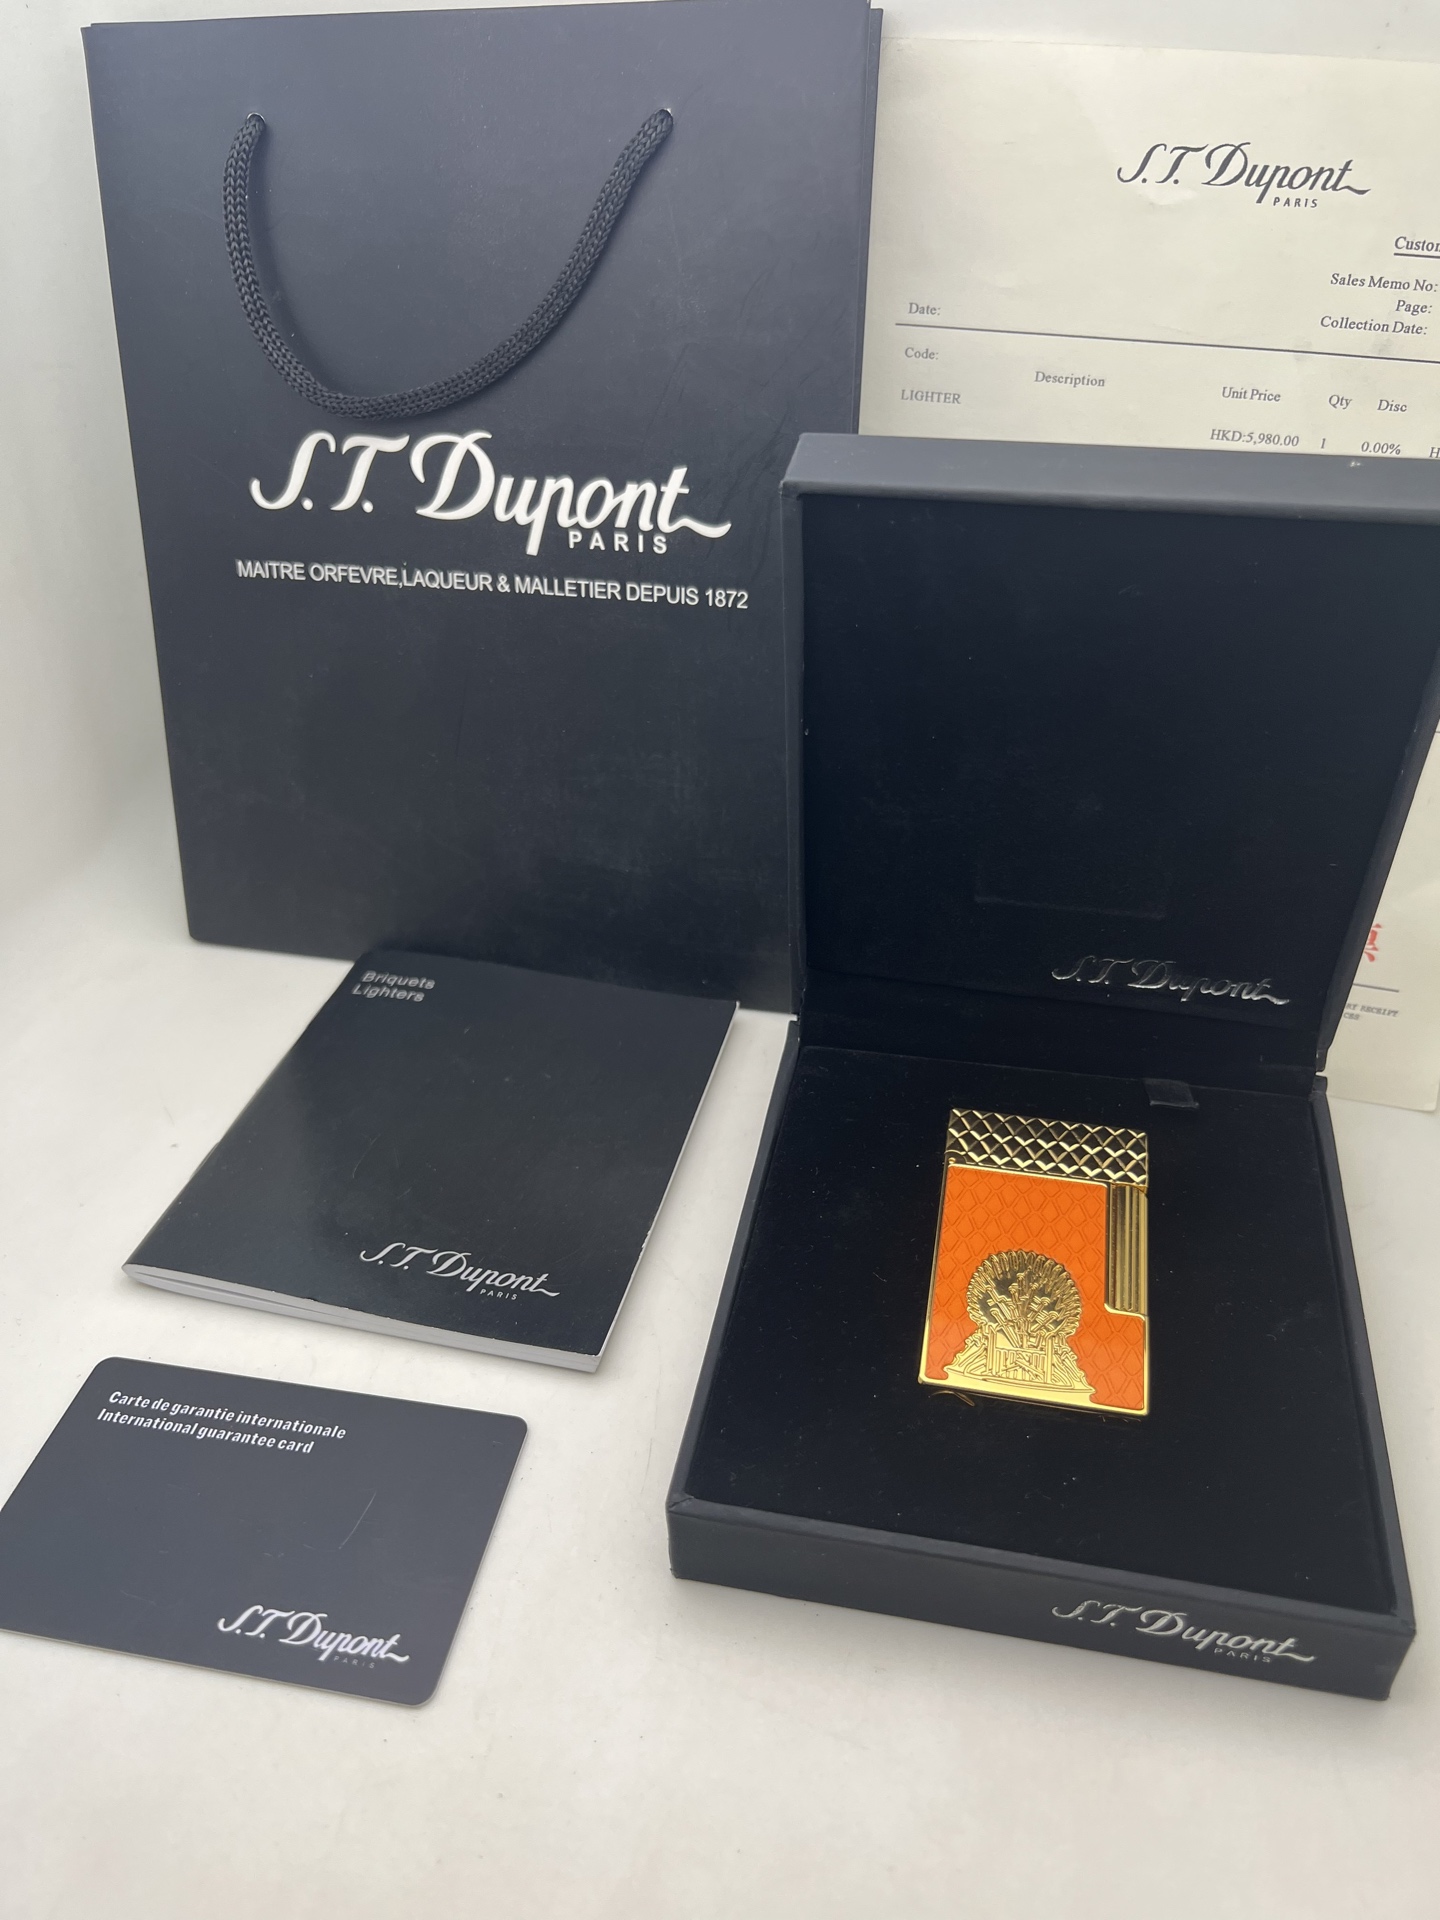 S.T. Dupont
PARIS
MAITRE ORFEVRE,LAQUEUR & MALLETIER DEPUIS 1872
S.T. Dupont
PARIS
Sales Memo No:
Page:
Collection Date:
Date:
Code:
Description
Unit Price
Qty
Disc
LIGHTER
HKD:5,980.00 1 0.00%
S.T. Dupont
RECEIPT
Briquets
Lighters
S.T. Dupont
PARIS
Carte de garantie internationale
International guarantee card
S.T. Dupont
PARIS
S.T. Dupont
PARIS